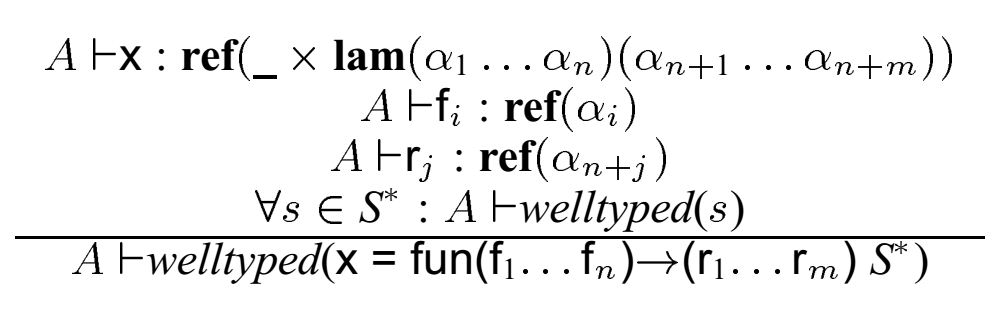 A ⊢x : ref(_ × lam(α₁ … αₙ)(αₙ₊₁ … αₙ₊ₘ))
A ⊢fᵢ : ref(αᵢ)
A ⊢rⱼ : ref(αₙ₊ⱼ)
∀s ∈ S* : A ⊢welltyped(s)
A ⊢welltyped(x = fun(f₁…fₙ)→(r₁…rₘ) S*)